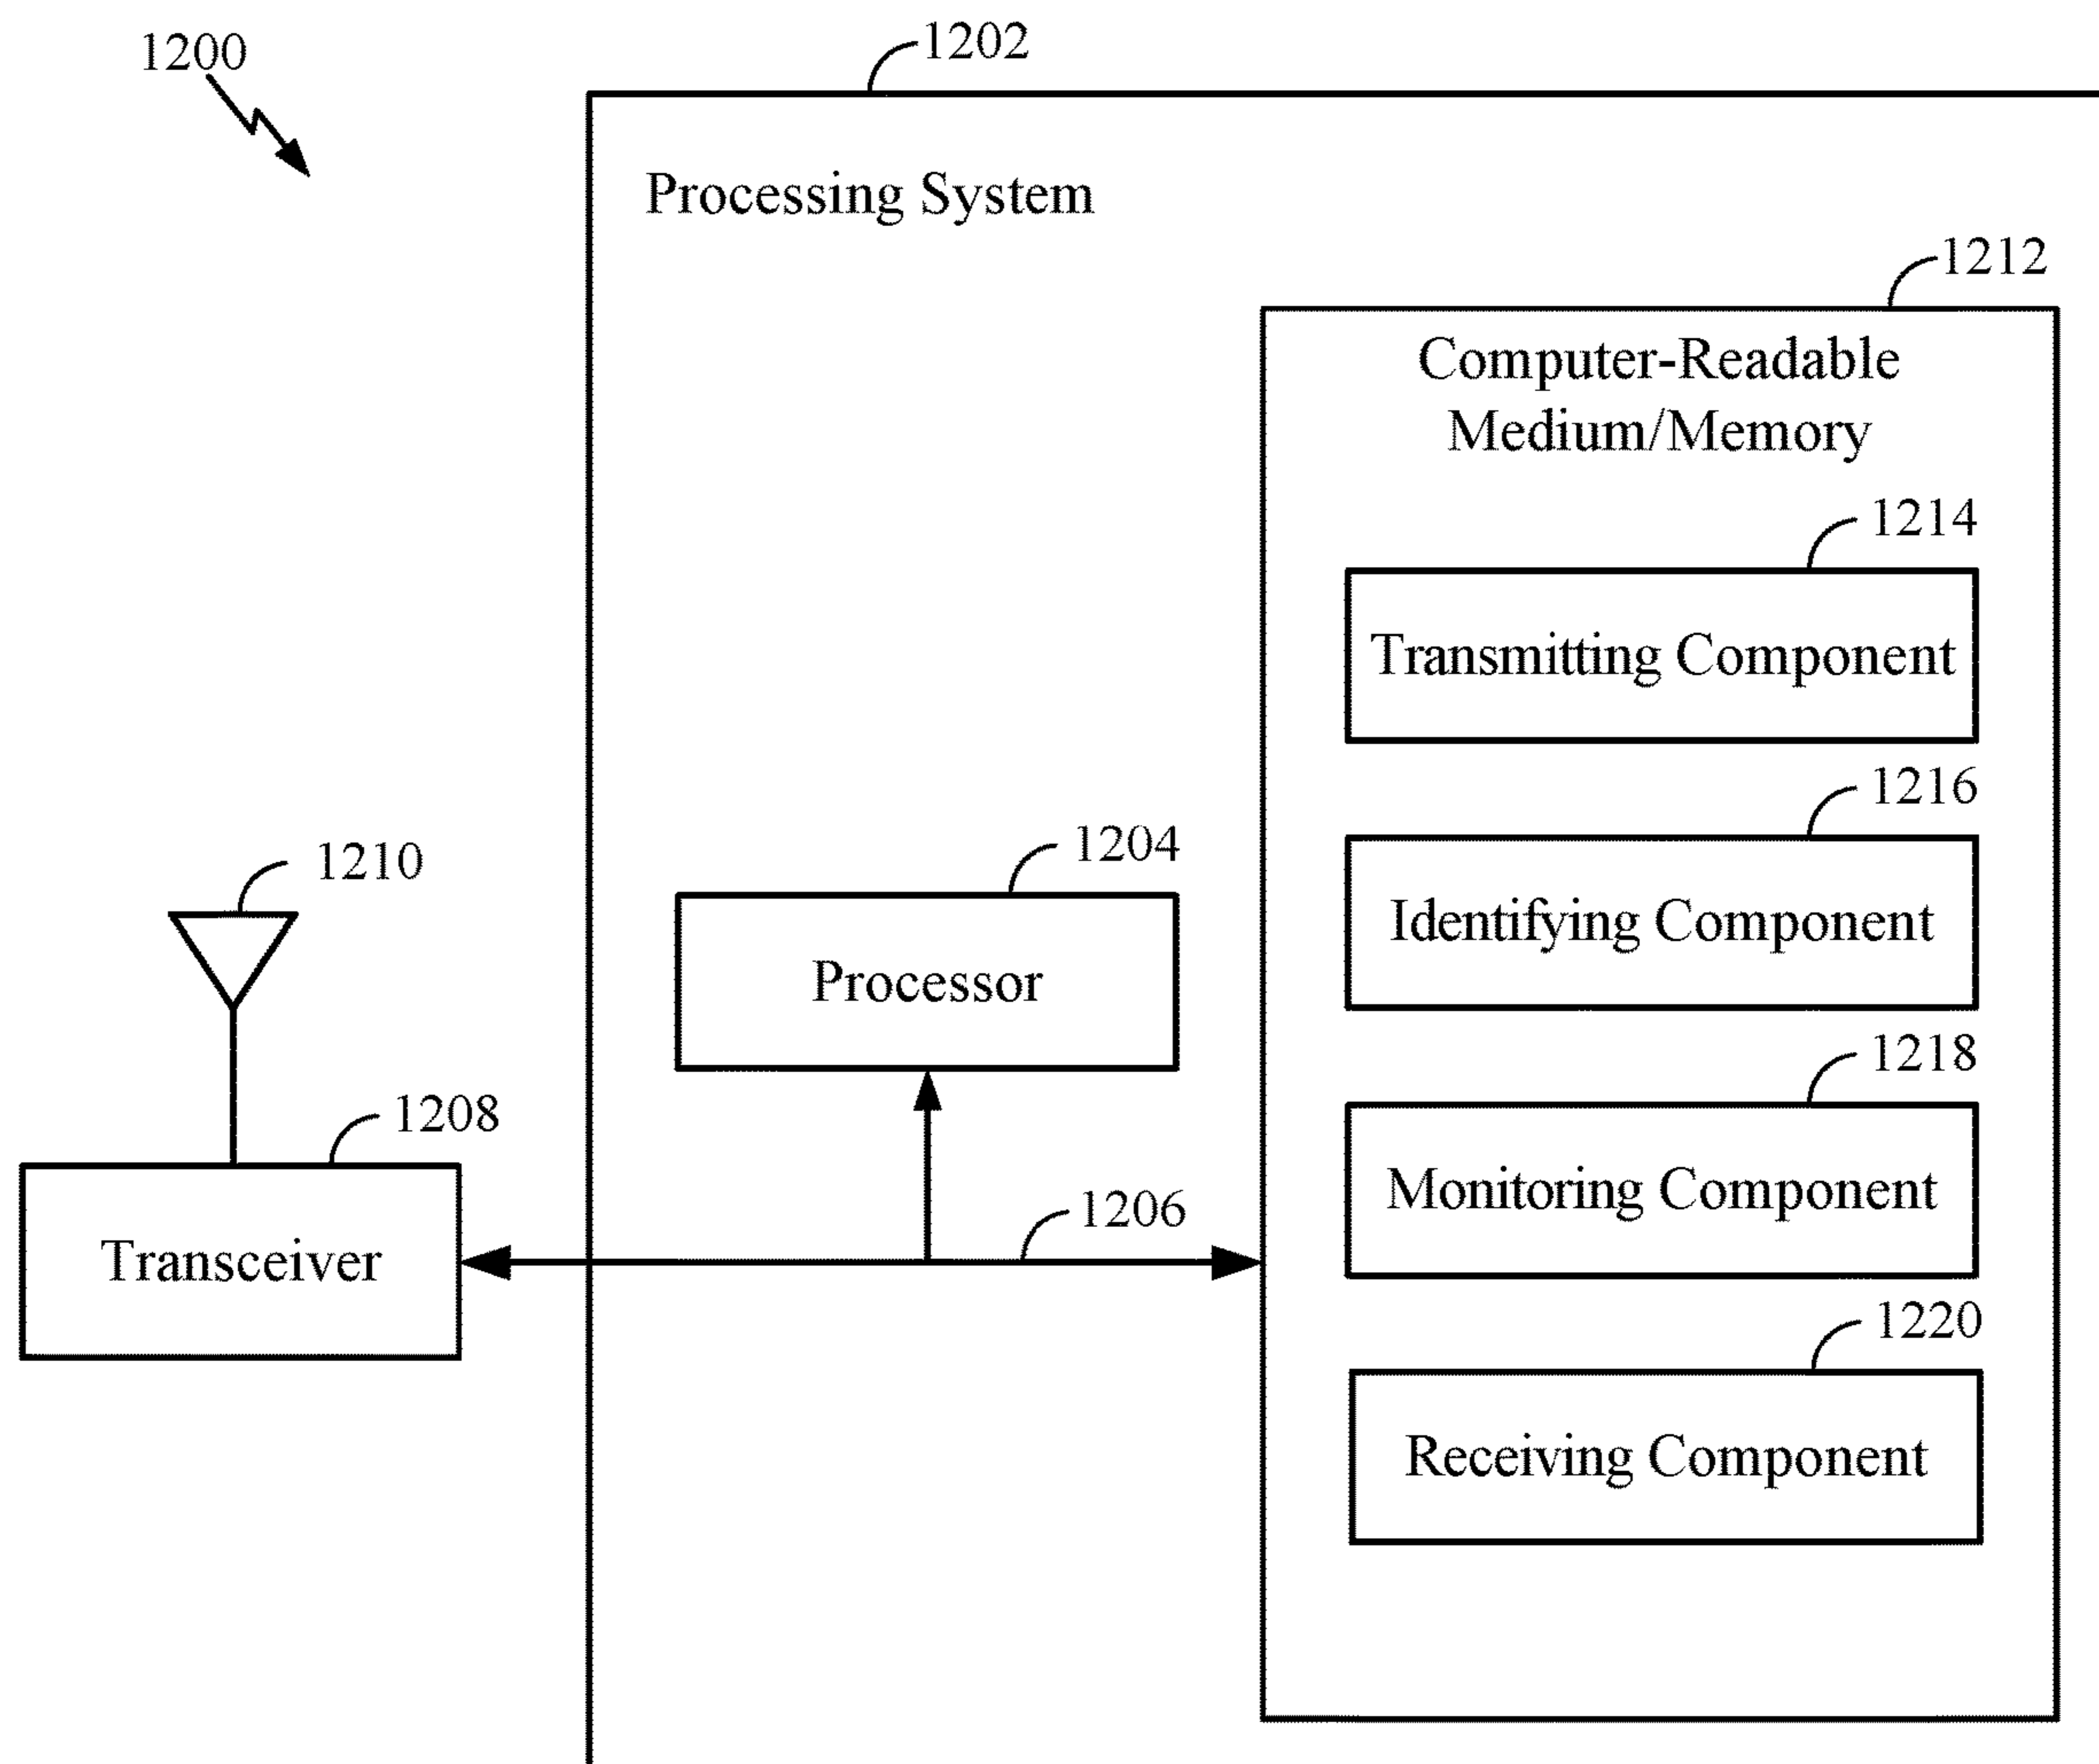 1200
1202
Processing System
1212
Computer-Readable
Medium/Memory
1214
Transmitting Component
1216
Identifying Component
1204
Processor
1210
1218
Monitoring Component
1208
Transceiver
1206
1220
Receiving Component